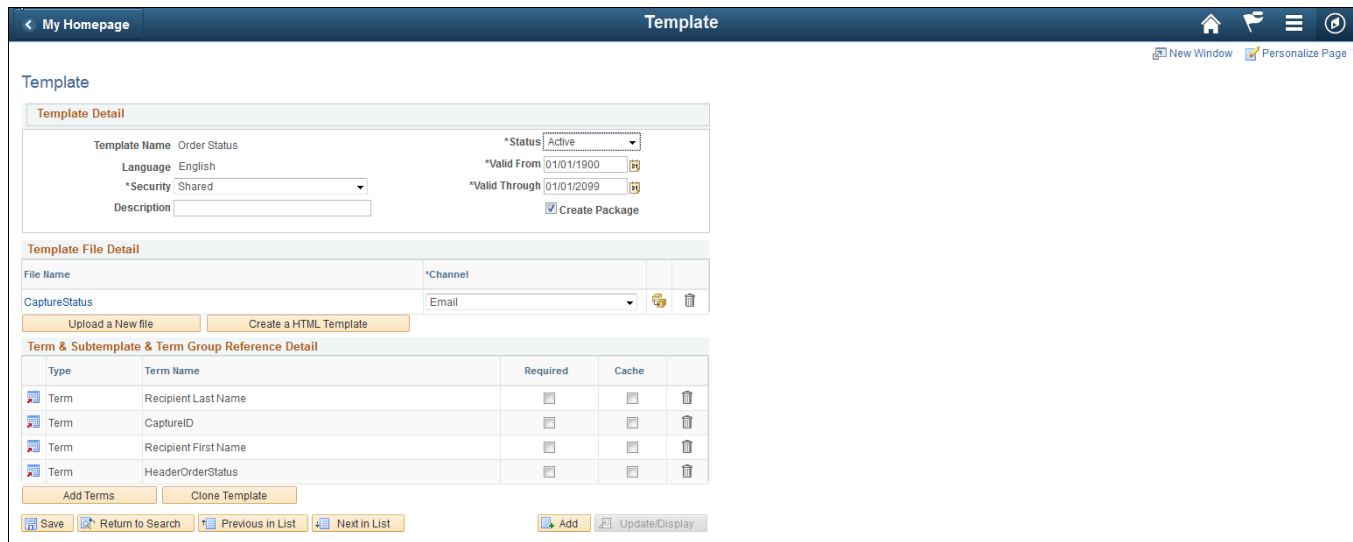 My Homepage Template
New Window Personalize Page
Template
Template Detail
Template Name Order Status *Status Active
Language English *Valid From 01/01/1900
*Security Shared *Valid Through 01/01/2099
Description Create Package
Template File Detail
File Name *Channel
CaptureStatus Email
Upload a New file Create a HTML Template
Term & Subtemplate & Term Group Reference Detail
Type Term Name Required Cache
Term Recipient Last Name
Term CaptureID
Term Recipient First Name
Term HeaderOrderStatus
Add Terms Clone Template
Save Return to Search Previous in List Next in List Add Update/Display